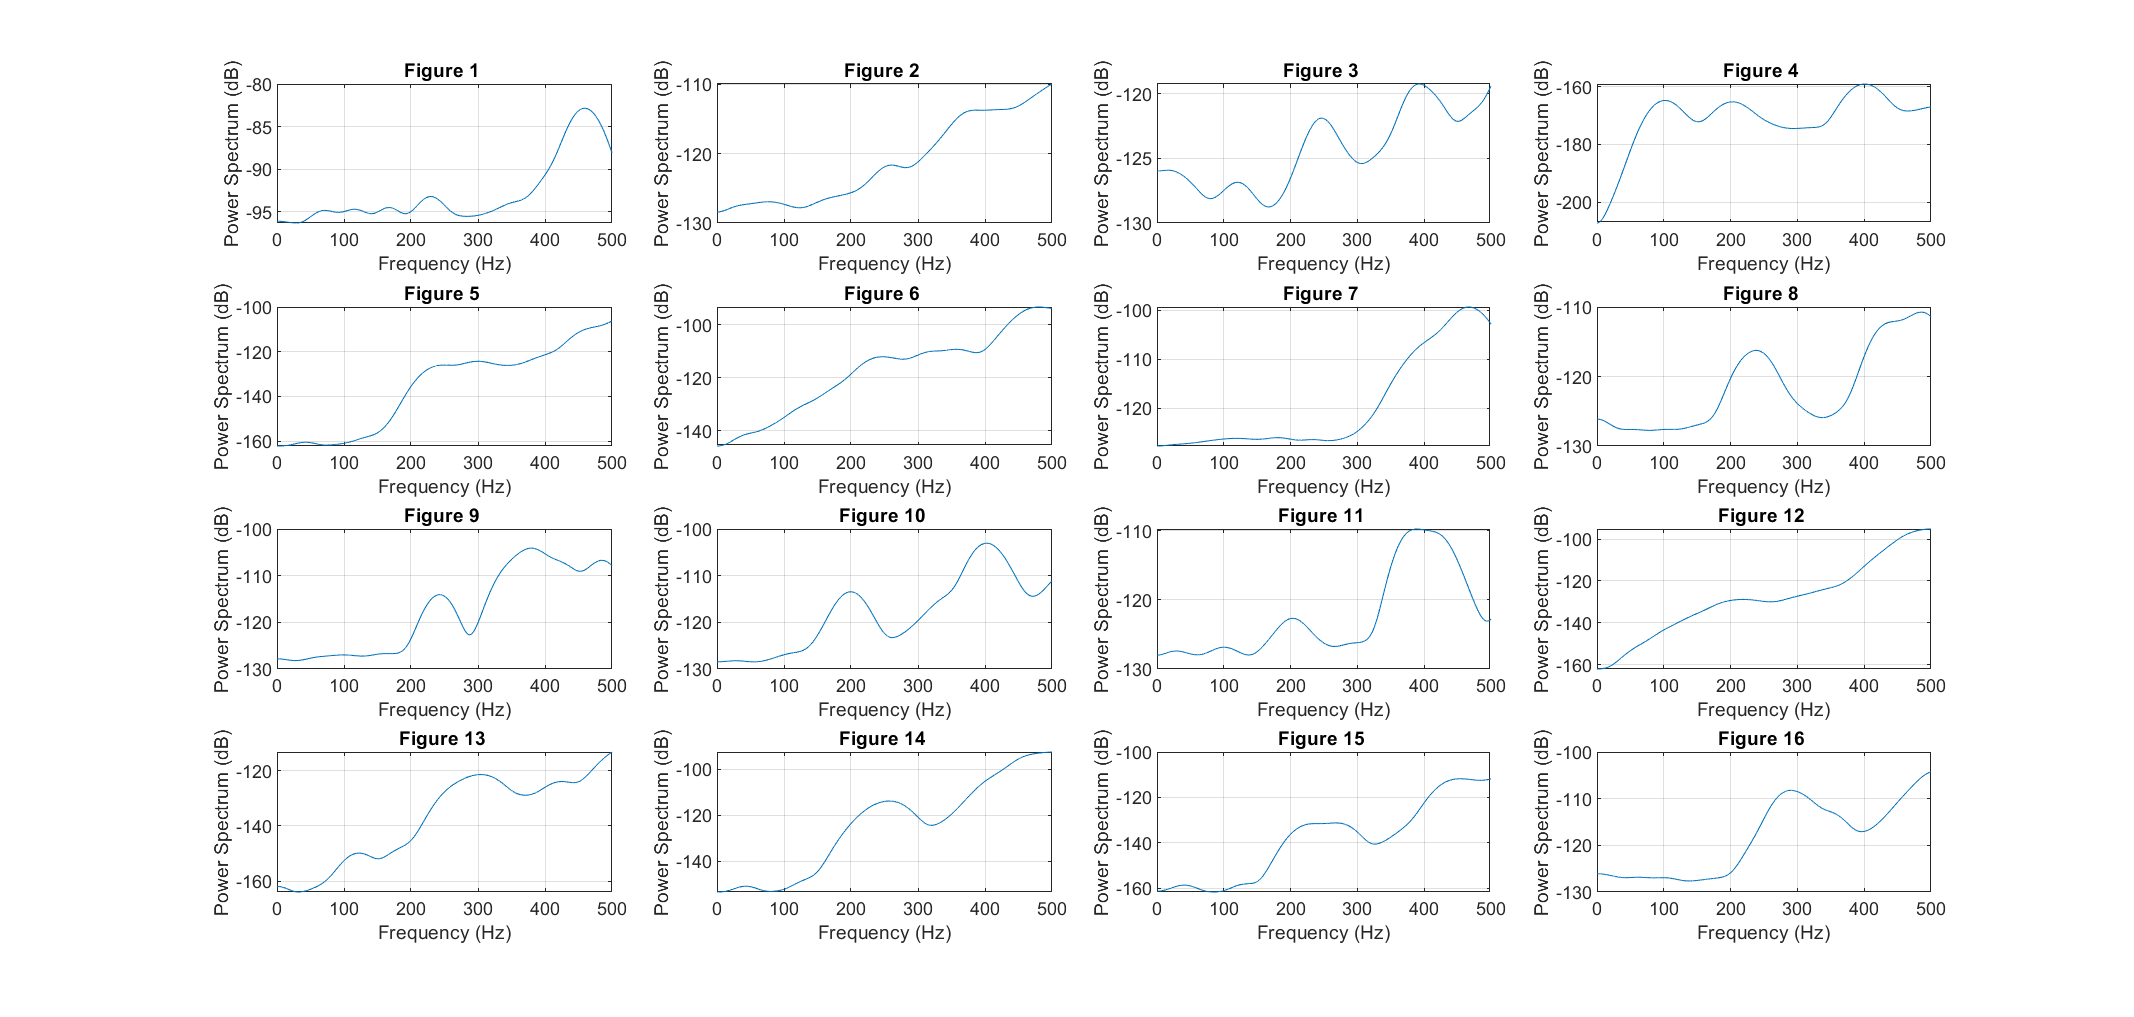 Figure 1
Power Spectrum (dB)
-80
-85
-90
-95
0 100 200 300 400 500
Frequency (Hz)
Figure 2
Power Spectrum (dB)
-110
-120
-130
0 100 200 300 400 500
Frequency (Hz)
Figure 3
Power Spectrum (dB)
-120
-125
-130
0 100 200 300 400 500
Frequency (Hz)
Figure 4
Power Spectrum (dB)
-160
-180
-200
0 100 200 300 400 500
Frequency (Hz)
Figure 5
Power Spectrum (dB)
-100
-120
-140
-160
0 100 200 300 400 500
Frequency (Hz)
Figure 6
Power Spectrum (dB)
-100
-120
-140
0 100 200 300 400 500
Frequency (Hz)
Figure 7
Power Spectrum (dB)
-100
-110
-120
0 100 200 300 400 500
Frequency (Hz)
Figure 8
Power Spectrum (dB)
-110
-120
-130
0 100 200 300 400 500
Frequency (Hz)
Figure 9
Power Spectrum (dB)
-100
-110
-120
-130
0 100 200 300 400 500
Frequency (Hz)
Figure 10
Power Spectrum (dB)
-100
-110
-120
-130
0 100 200 300 400 500
Frequency (Hz)
Figure 11
Power Spectrum (dB)
-110
-120
-130
0 100 200 300 400 500
Frequency (Hz)
Figure 12
Power Spectrum (dB)
-100
-120
-140
-160
0 100 200 300 400 500
Frequency (Hz)
Figure 13
Power Spectrum (dB)
-120
-140
-160
0 100 200 300 400 500
Frequency (Hz)
Figure 14
Power Spectrum (dB)
-100
-120
-140
0 100 200 300 400 500
Frequency (Hz)
Figure 15
Power Spectrum (dB)
-100
-120
-140
-160
0 100 200 300 400 500
Frequency (Hz)
Figure 16
Power Spectrum (dB)
-100
-110
-120
-130
0 100 200 300 400 500
Frequency (Hz)